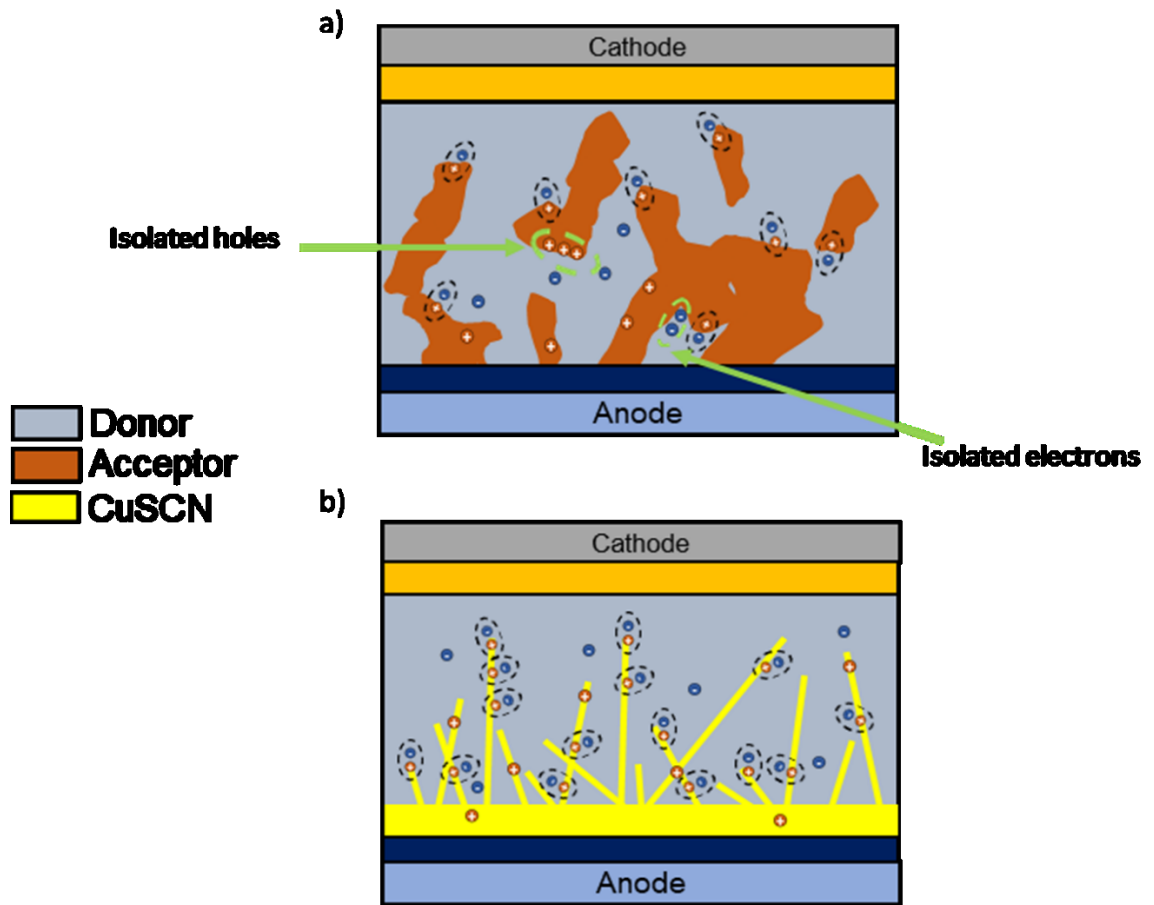 a)
Cathode
Isolated holes
Anode
Donor
Acceptor
CuSCN
Isolated electrons
b)
Cathode
Anode